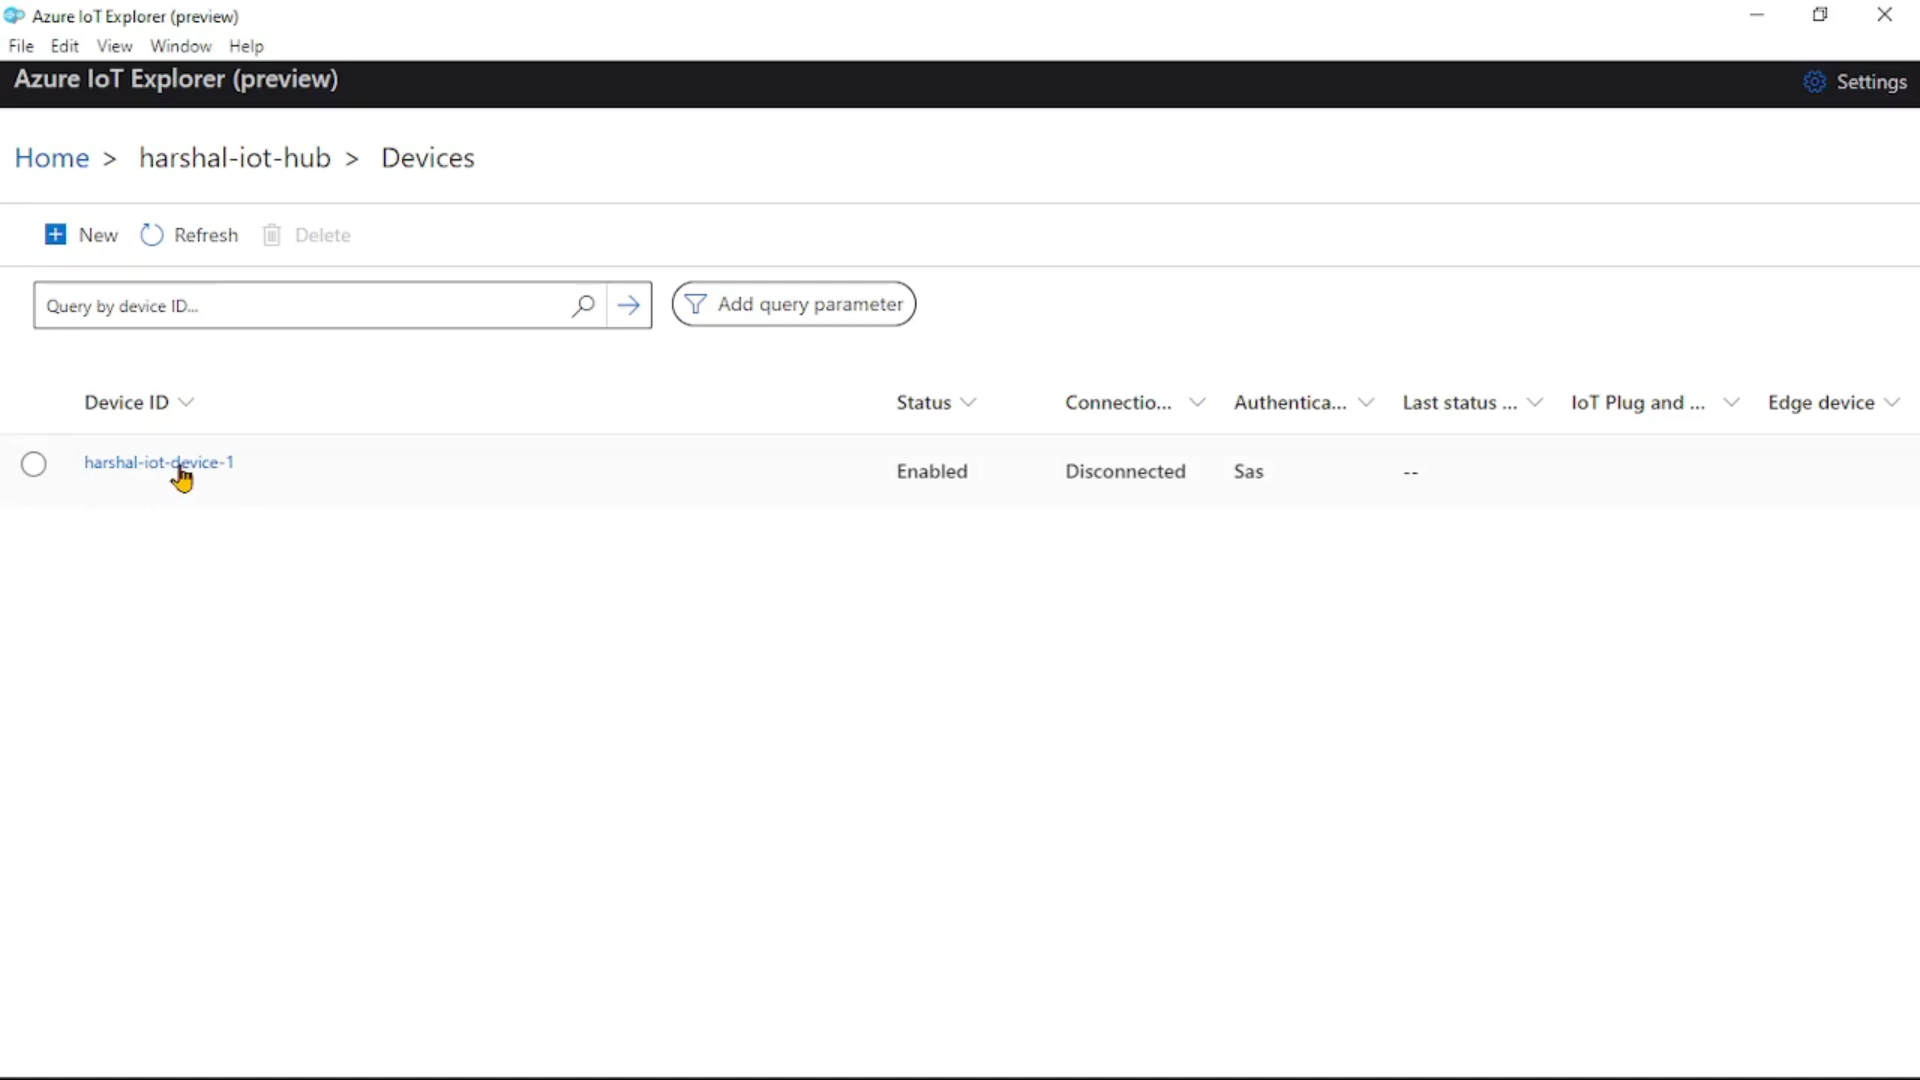 Azure IoT Explorer (preview)
File Edit View Window Help
Azure IoT Explorer (preview) Settings
Home > harshal-iot-hub > Devices
New Refresh Delete
Query by device ID... Add query parameter
Device ID Status Connectio... Authentica... Last status ... IoT Plug and ... Edge device
harshal-iot-device-1 Enabled Disconnected Sas --